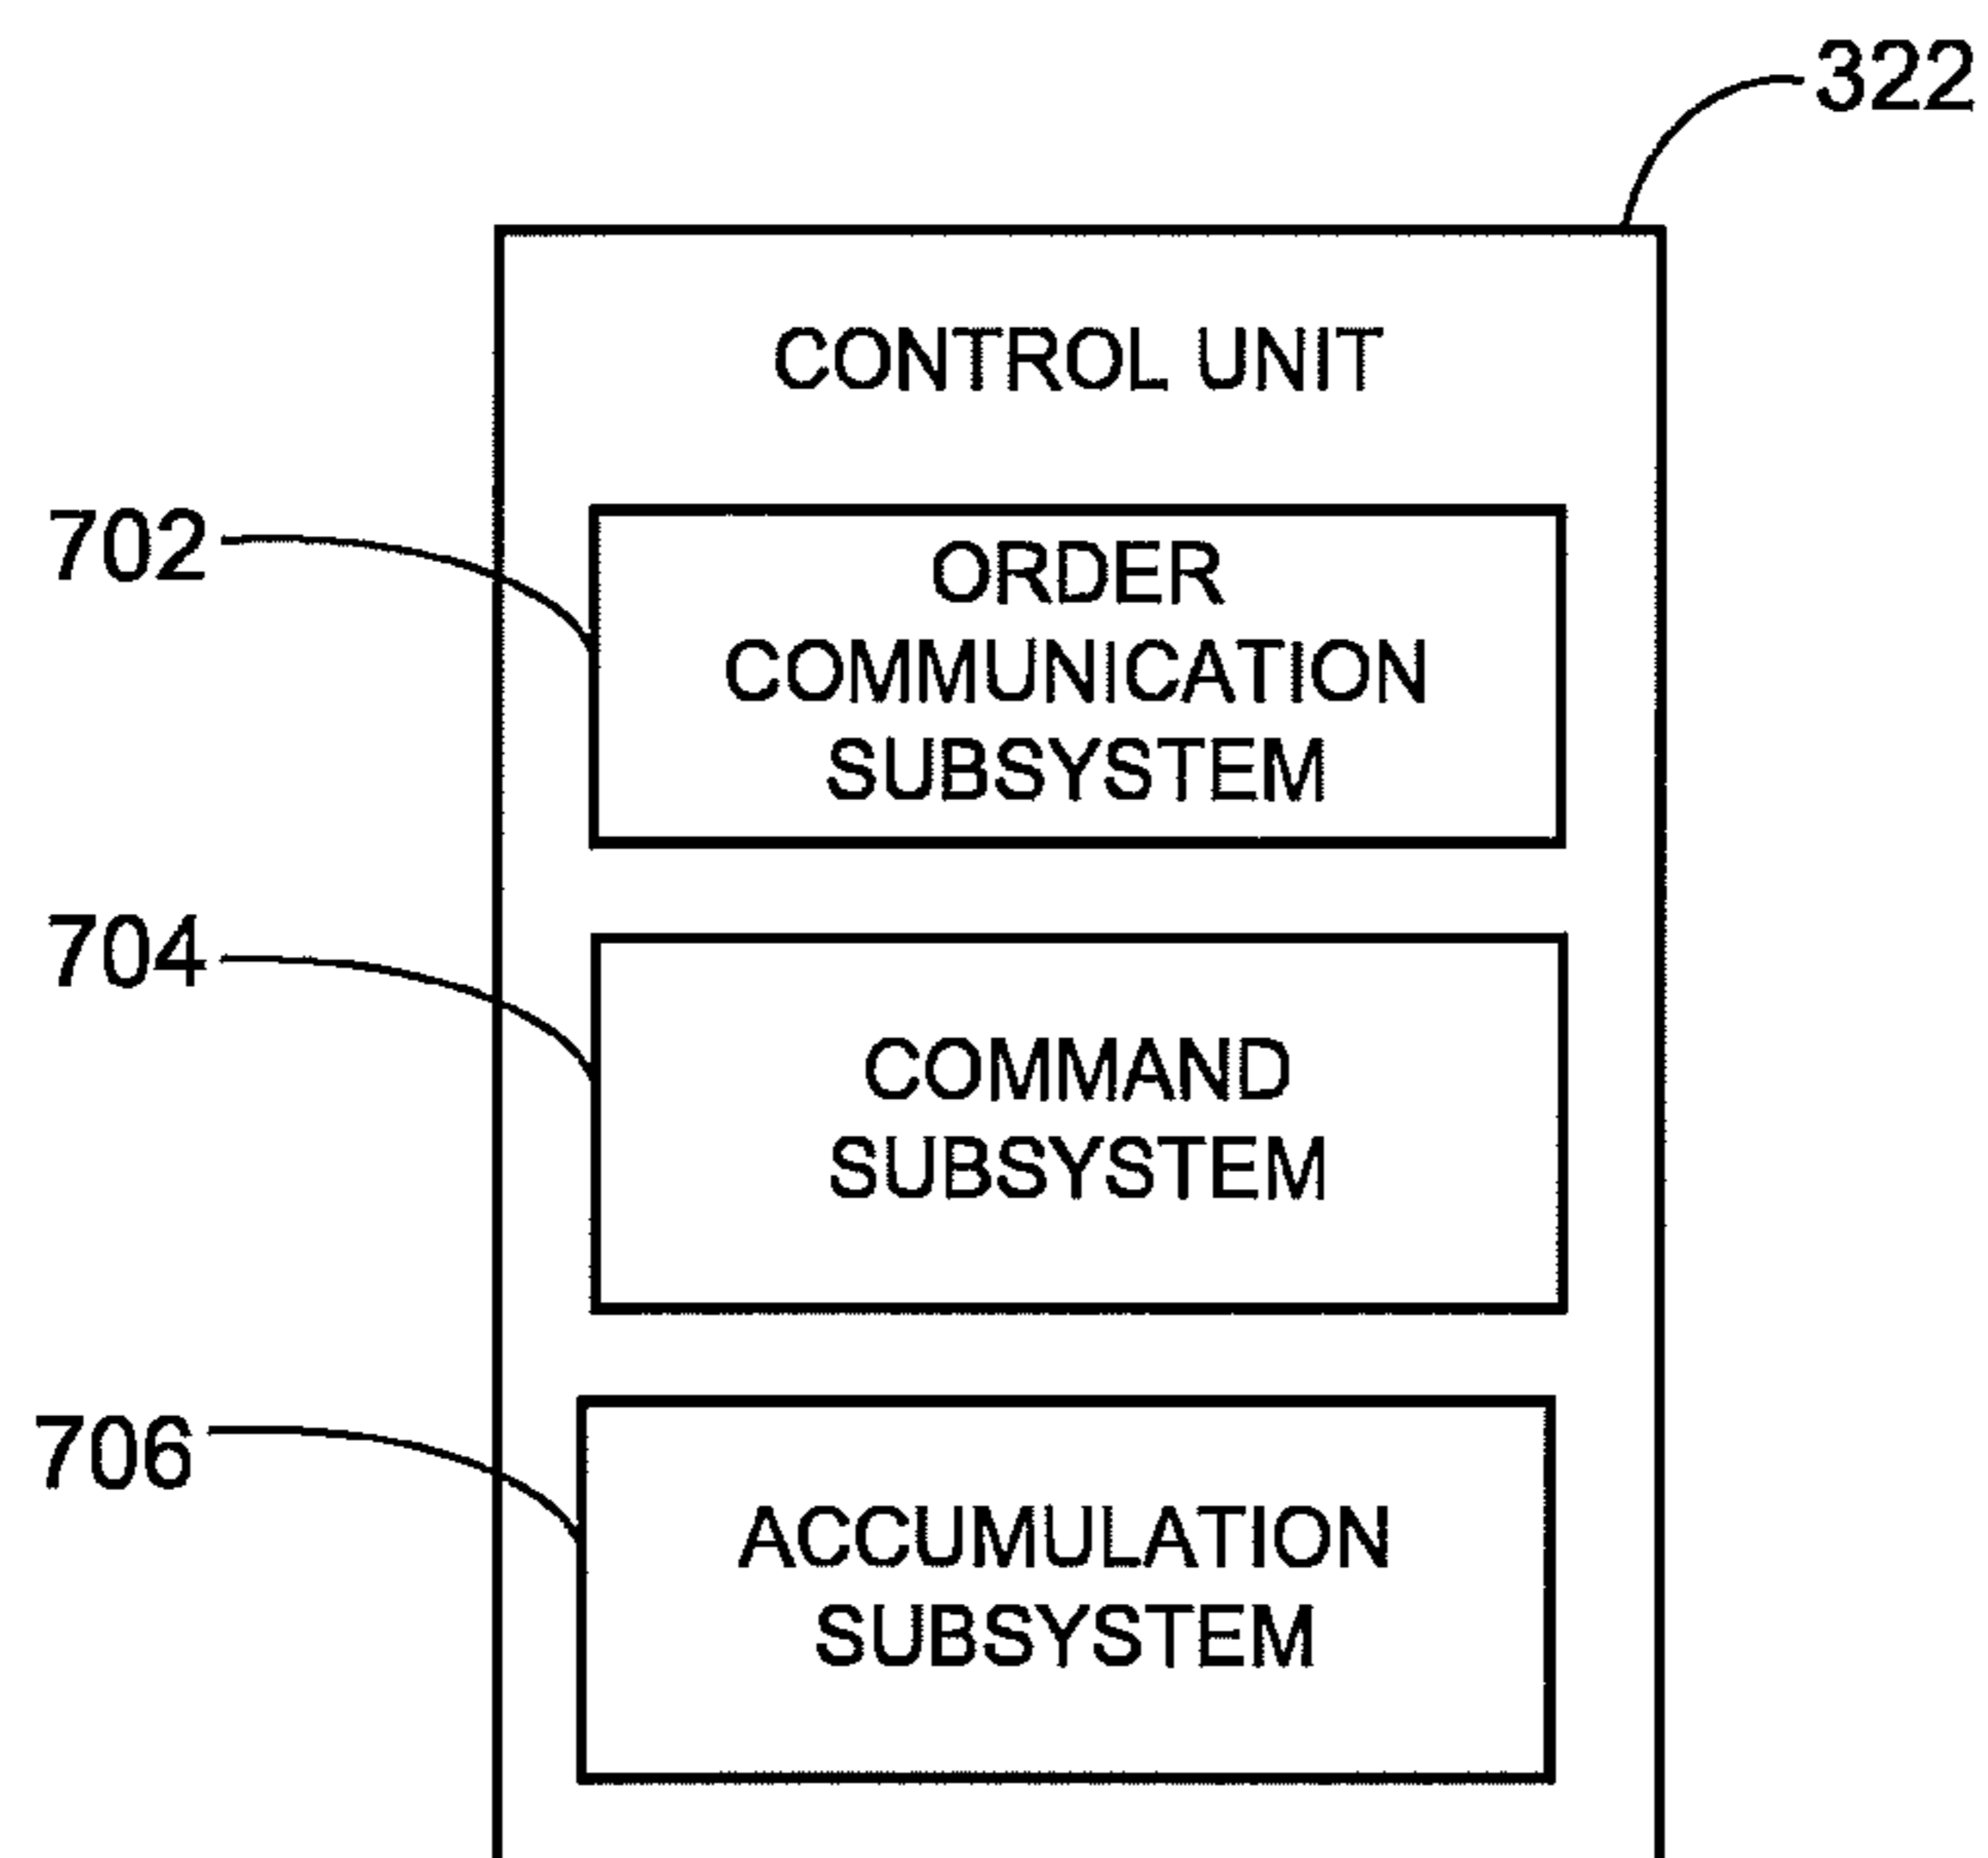 322
CONTROL UNIT
702
ORDER
COMMUNICATION
SUBSYSTEM
704
COMMAND
SUBSYSTEM
706
ACCUMULATION
SUBSYSTEM